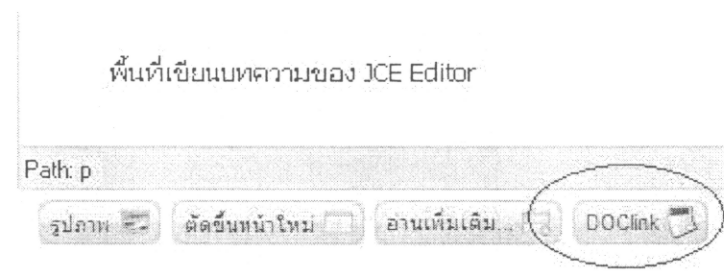 พื้นที่เขียนบทความของ JCE Editor
Path: p
รูปภาพ ตัดขึ้นหน้าใหม่ อ่านเพิ่มเติม... DOClink